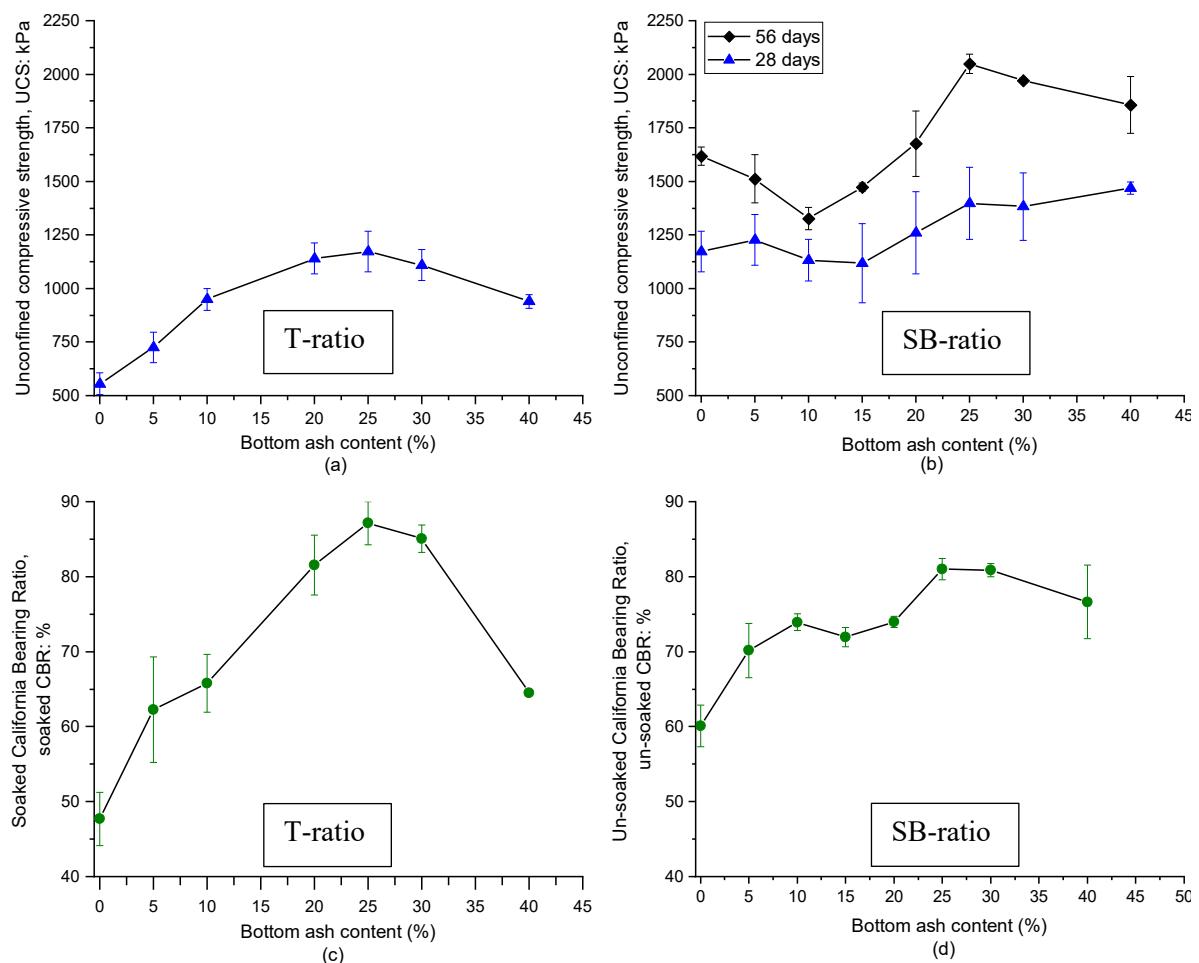 Unconfined compressive strength, UCS: kPa
2250
2000
1750
1500
1250
1000
750
500
T-ratio
0 5 10 15 20 25 30 35 40 45
Bottom ash content (%)
(a)
Unconfined compressive strength, UCS: kPa
2250
2000
1750
1500
1250
1000
750
500
56 days
28 days
SB-ratio
0 5 10 15 20 25 30 35 40 45
Bottom ash content (%)
(b)
Soaked California Bearing Ratio,
soaked CBR: %
90
80
70
60
50
40
T-ratio
0 5 10 15 20 25 30 35 40 45
Bottom ash content (%)
(c)
Un-soaked California Bearing Ratio,
un-soaked CBR: %
90
80
70
60
50
40
SB-ratio
0 5 10 15 20 25 30 35 40 45 50
Bottom ash content (%)
(d)